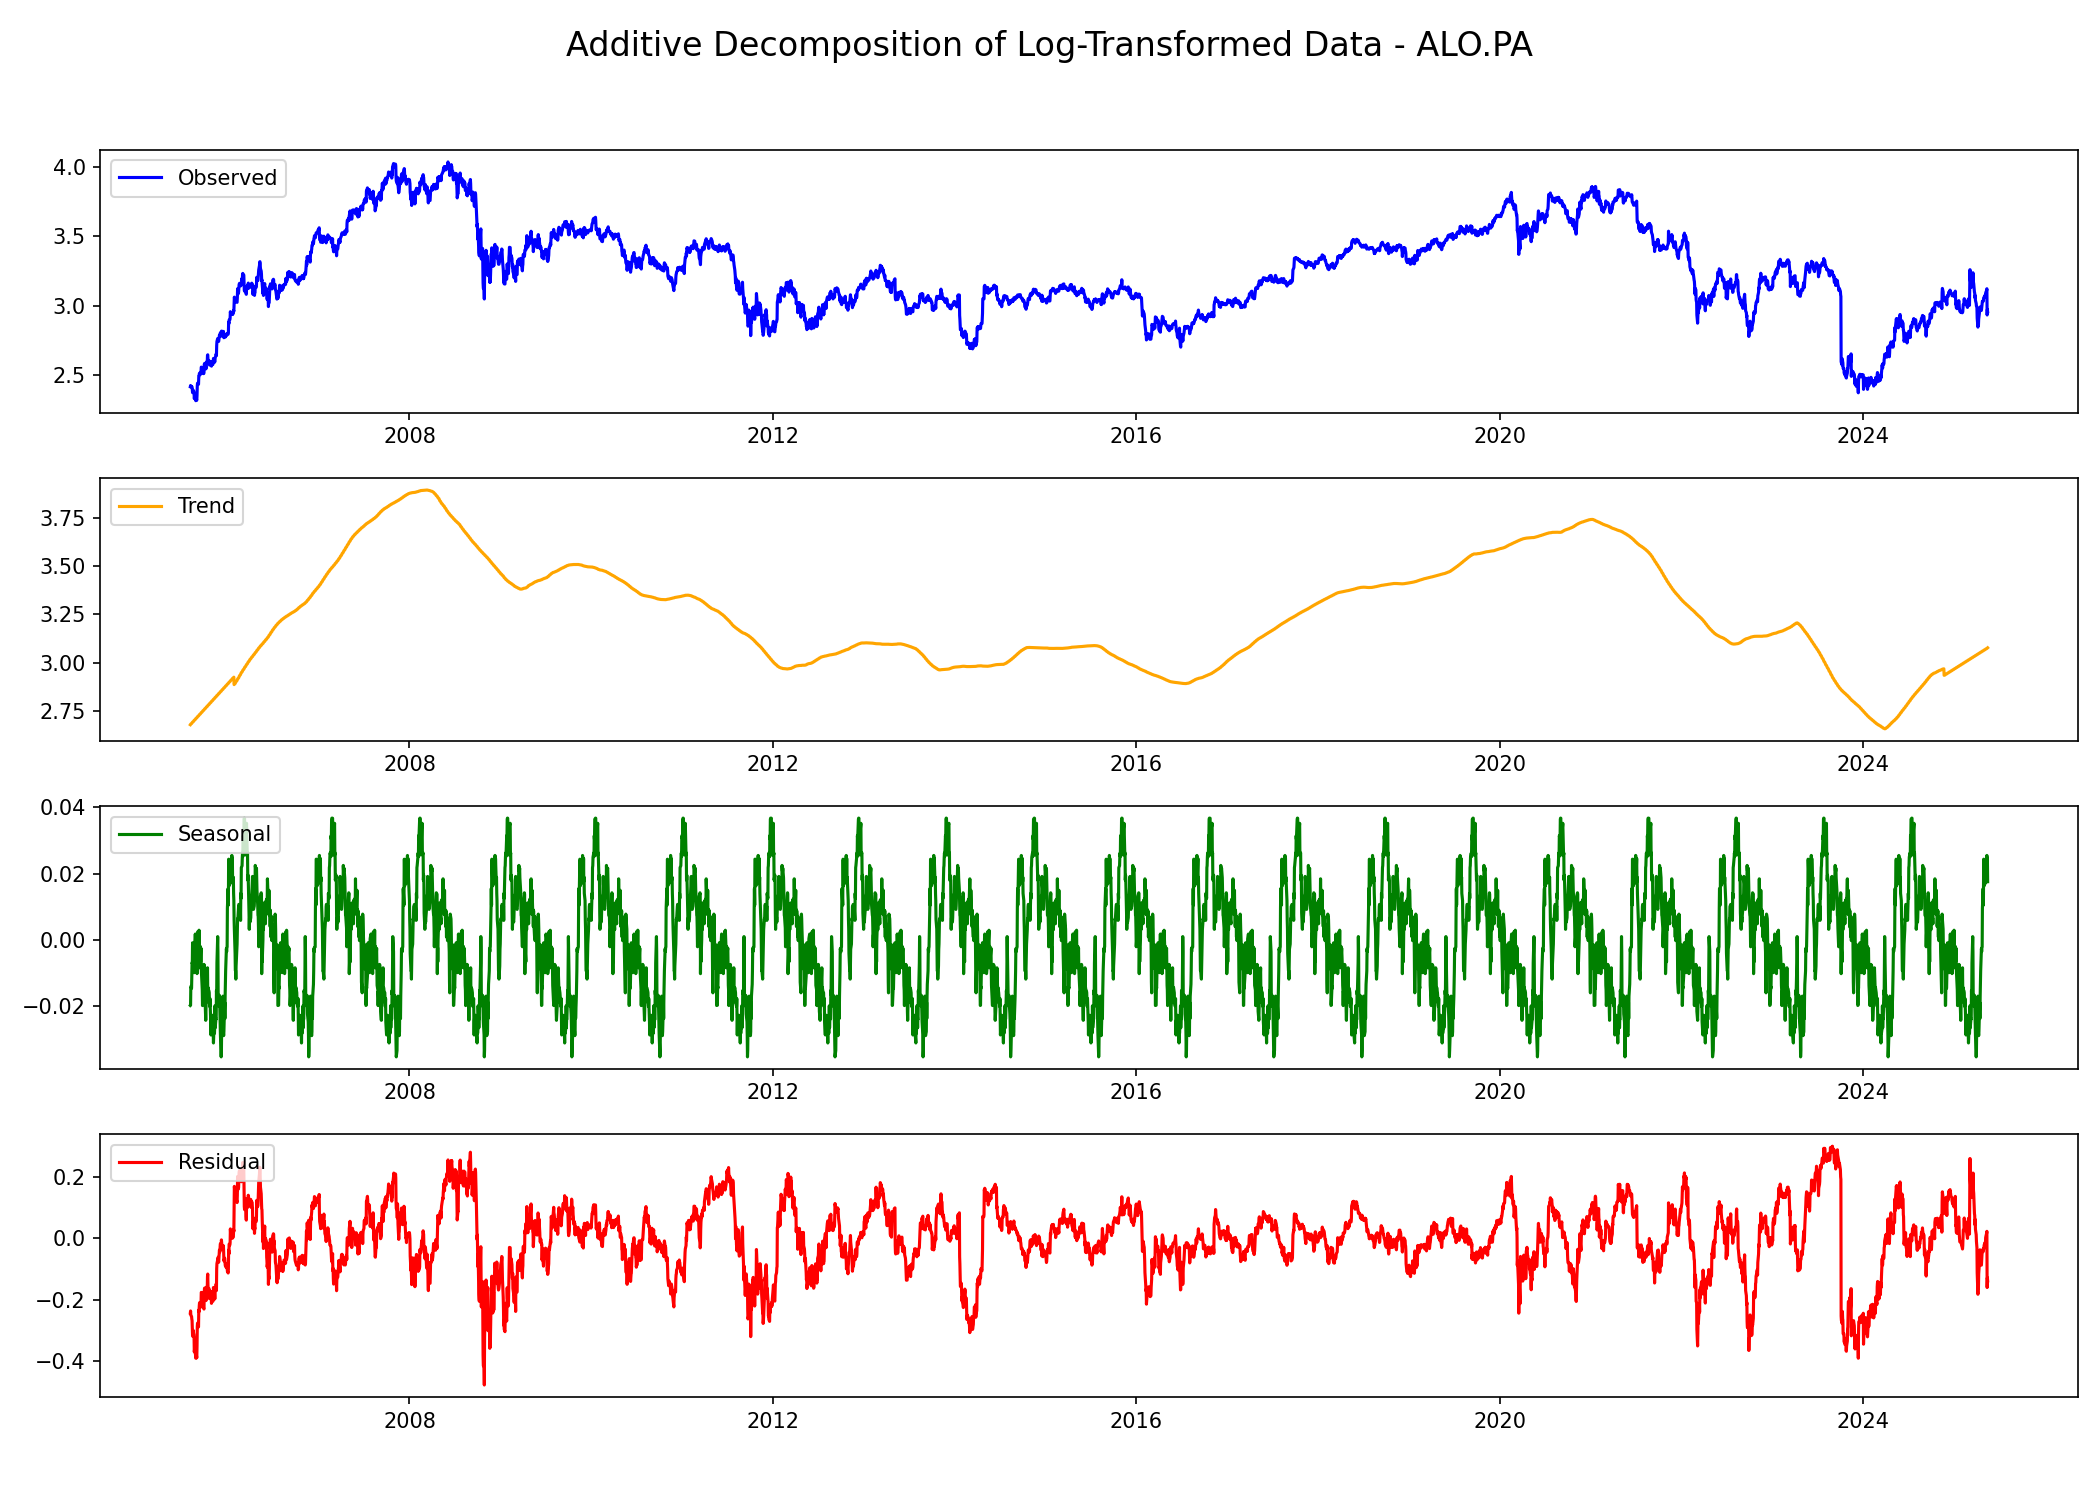 Additive Decomposition of Log-Transformed Data - ALO.PA
Observed
4.0
3.5
3.0
2.5
2008 2012 2016 2020 2024
Trend
3.75
3.50
3.25
3.00
2.75
2008 2012 2016 2020 2024
Seasonal
0.04
0.02
0.00
−0.02
2008 2012 2016 2020 2024
Residual
0.2
0.0
−0.2
−0.4
2008 2012 2016 2020 2024